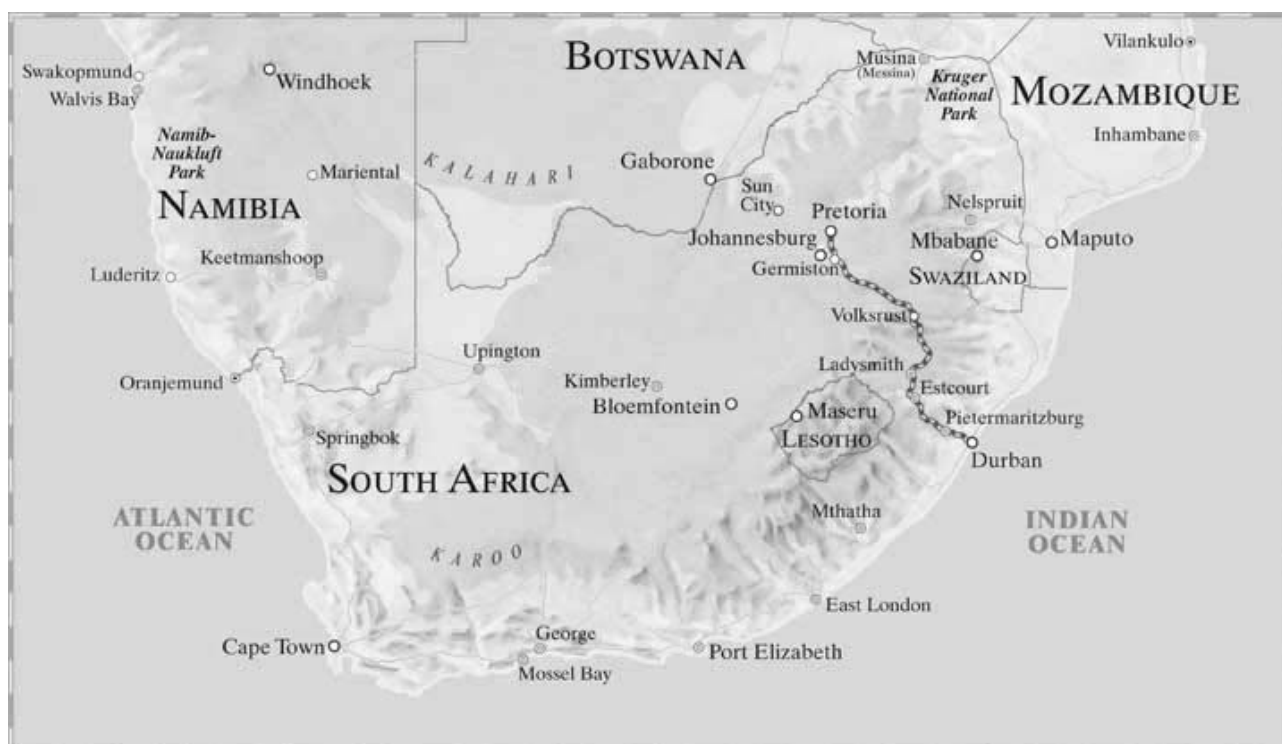 BOTSWANA
Vilankulo
Swakopmund
Windhoek
Musina
(Messina)
Walvis Bay
Kruger
National
Park
MOZAMBIQUE
Namib-
Naukluft
Park
Inhambane
KALAHARI
Gaborone
Mariental
Sun
City
NAMIBIA
Pretoria
Nelspruit
Johannesburg
Mbabane
Maputo
Keetmanshoop
Germiston
SWAZILAND
Luderitz
Volksrust
Upington
Ladysmith
Oranjemund
Kimberley
Estcourt
Bloemfontein
Maseru
Pietermaritzburg
Springbok
LESOTHO
Durban
SOUTH AFRICA
Mthatha
ATLANTIC
OCEAN
INDIAN
OCEAN
KAROO
East London
George
Cape Town
Port Elizabeth
Mossel Bay